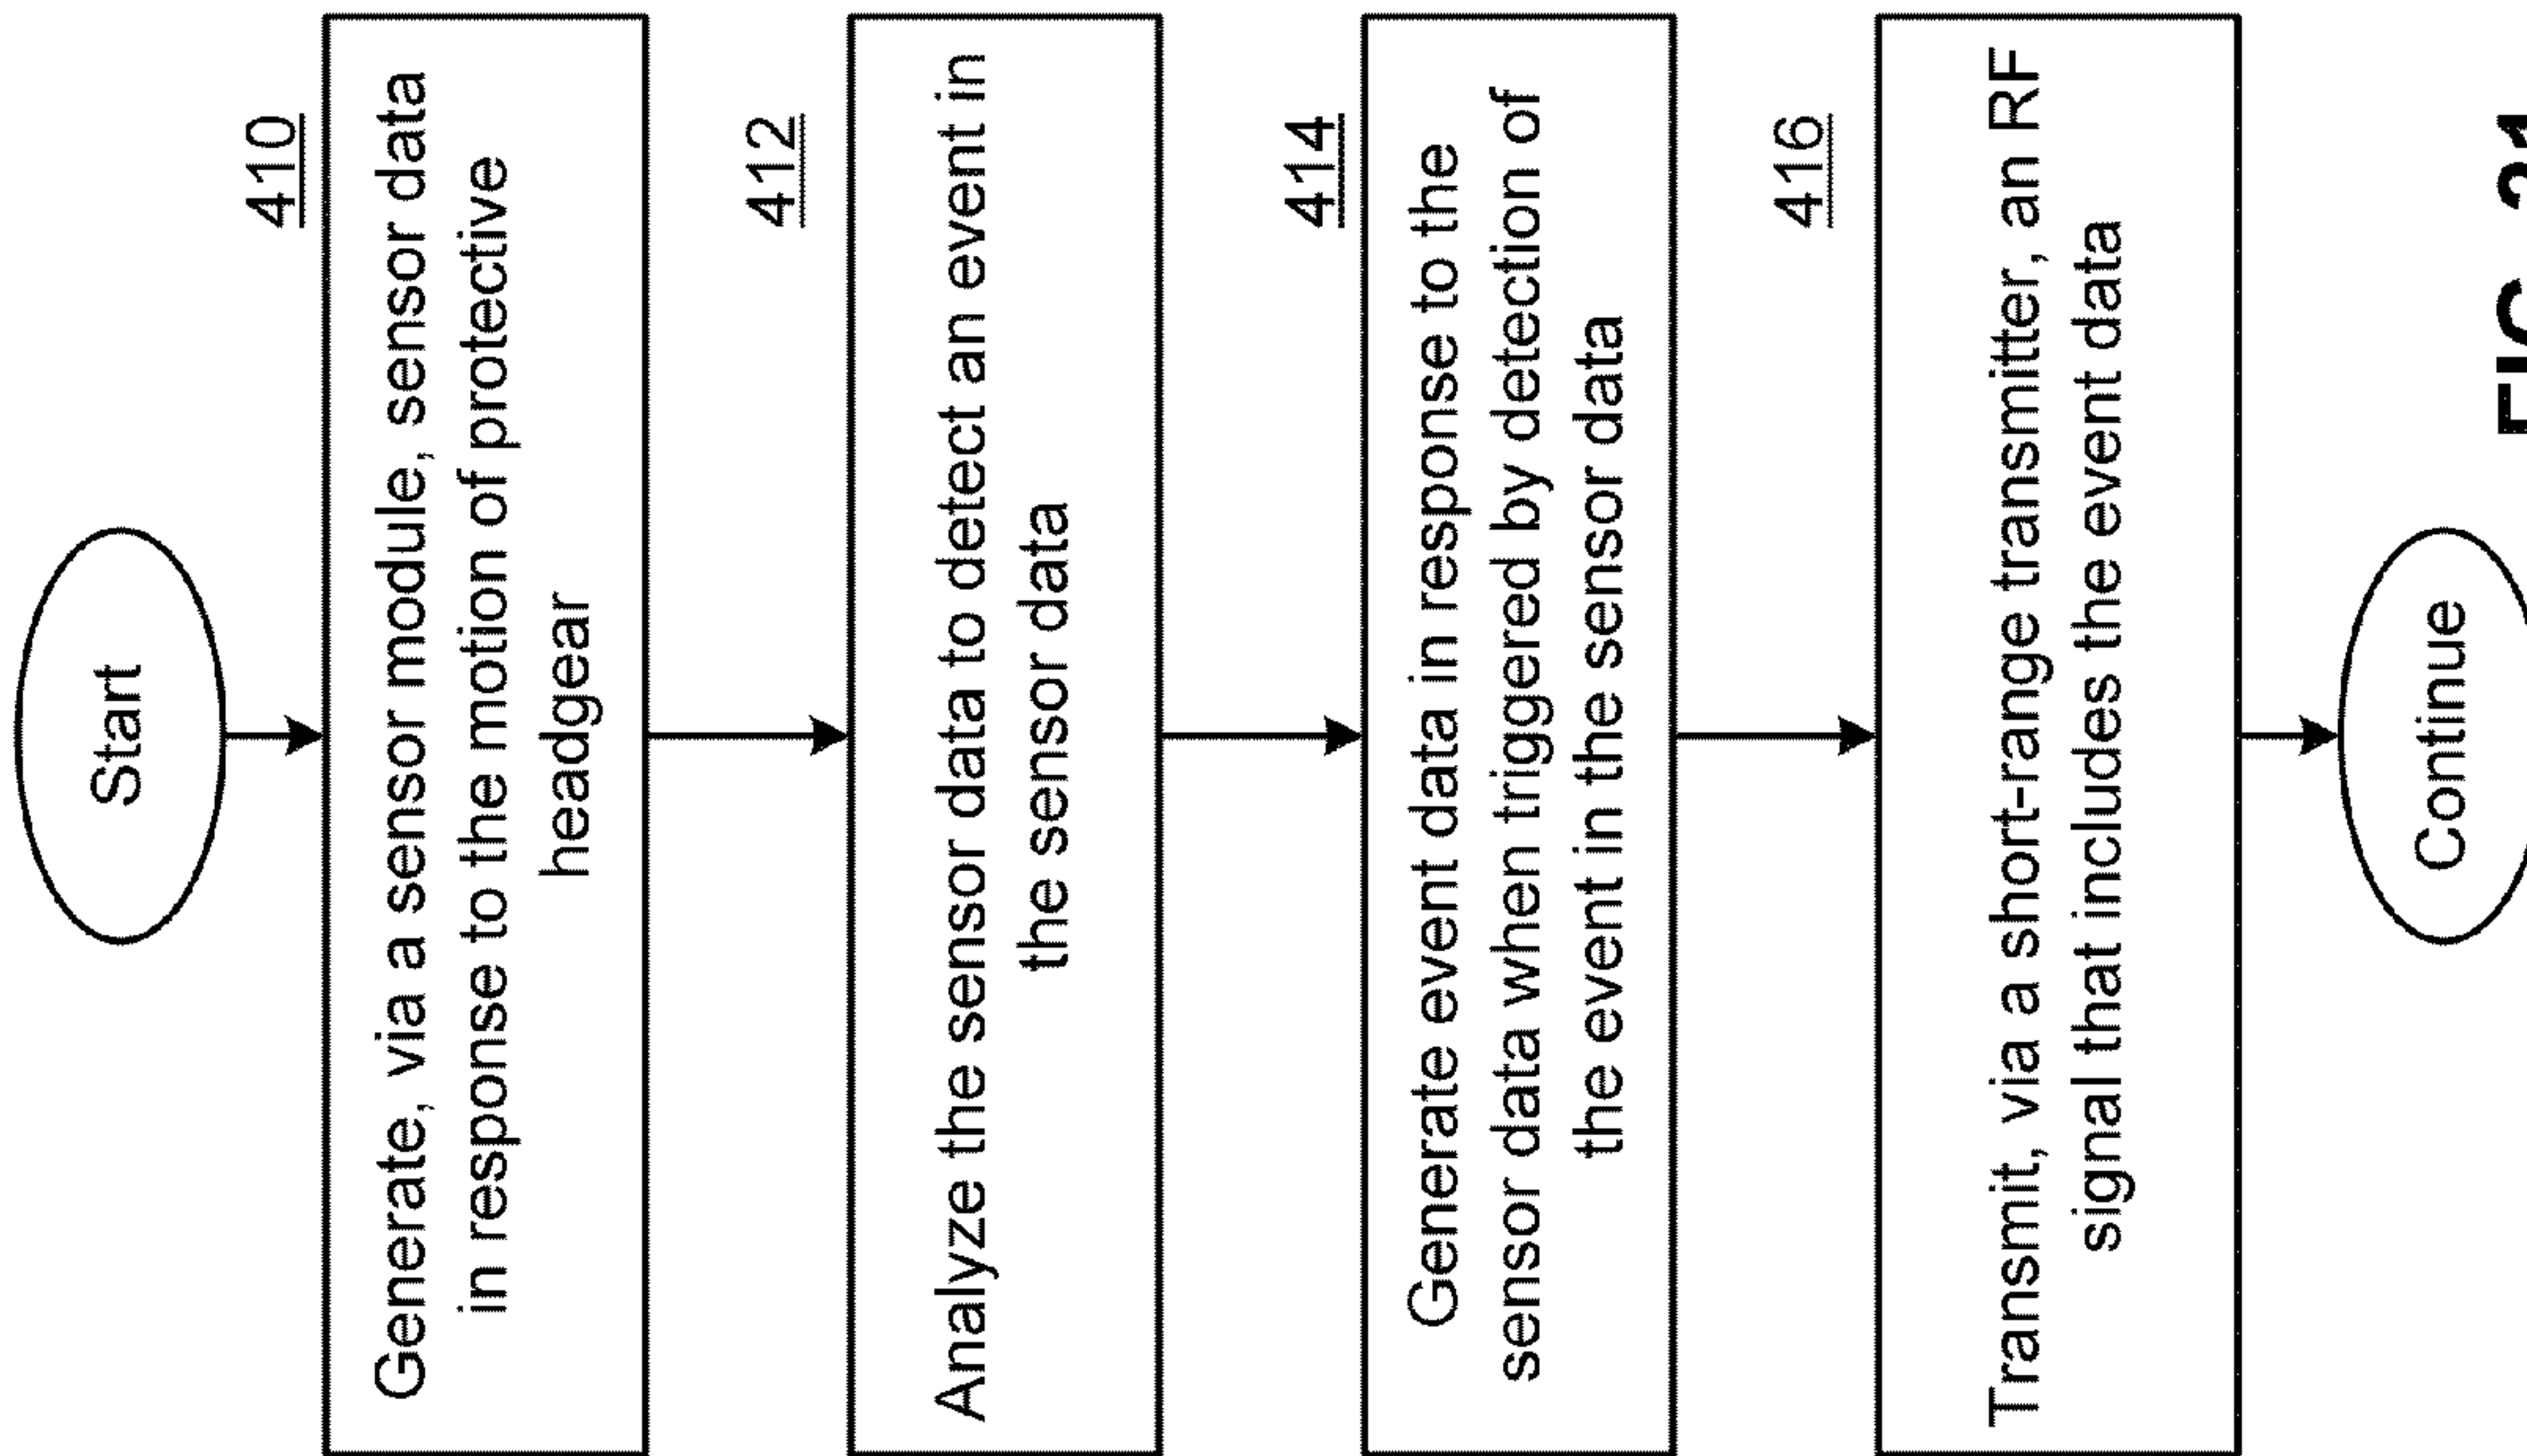 Start
410
Generate, via a sensor module, sensor data
in response to the motion of protective
headgear
412
Analyze the sensor data to detect an event in
the sensor data
414
Generate event data in response to the
sensor data when triggered by detection of
the event in the sensor data
416
Transmit, via a short-range transmitter, an RF
signal that includes the event data
Continue
FIG. 21